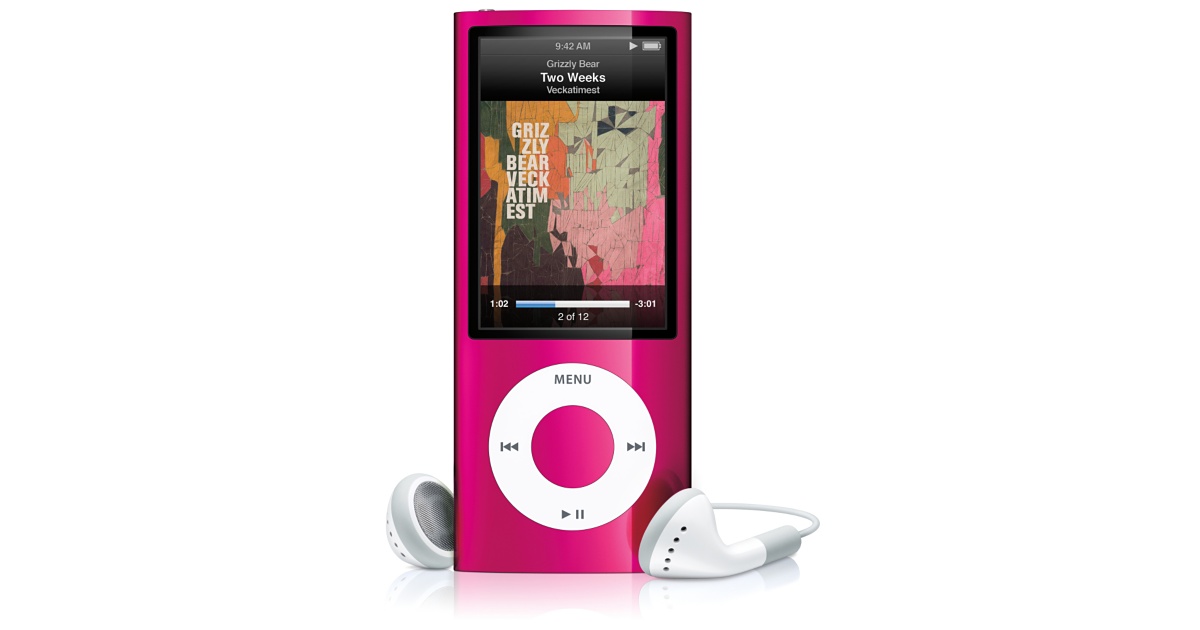 9:42 AM
Grizzly Bear
Two Weeks
Veckatimest
GRIZ
ZLY
BEAR
VECK
ATIM
EST
1:02 -3:01
2 of 12
MENU